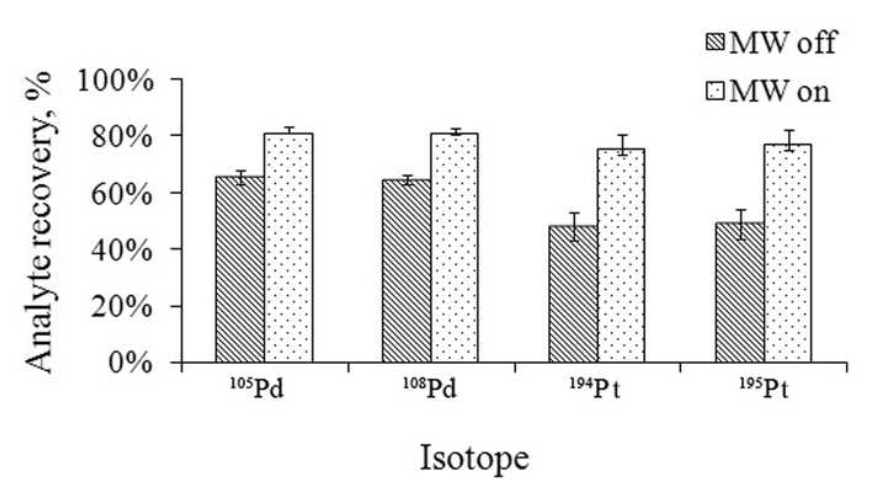 MW off
MW on
Analyte recovery, %
100%
80%
60%
40%
20%
0%
¹⁰⁵Pd ¹⁰⁸Pd ¹⁹⁴Pt ¹⁹⁵Pt
Isotope